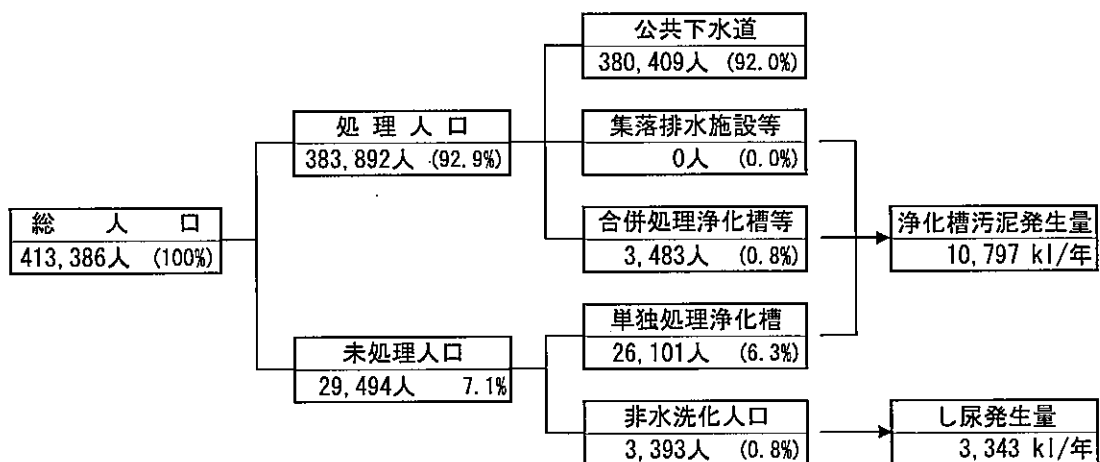 総人口
413,386人 (100%)
処理人口
383,892人 (92.9%)
未処理人口
29,494人 7.1%
公共下水道
380,409人 (92.0%)
集落排水施設等
0人 (0.0%)
合併処理浄化槽等
3,483人 (0.8%)
単独処理浄化槽
26,101人 (6.3%)
非水洗化人口
3,393人 (0.8%)
浄化槽汚泥発生量
10,797 kl/年
し尿発生量
3,343 kl/年